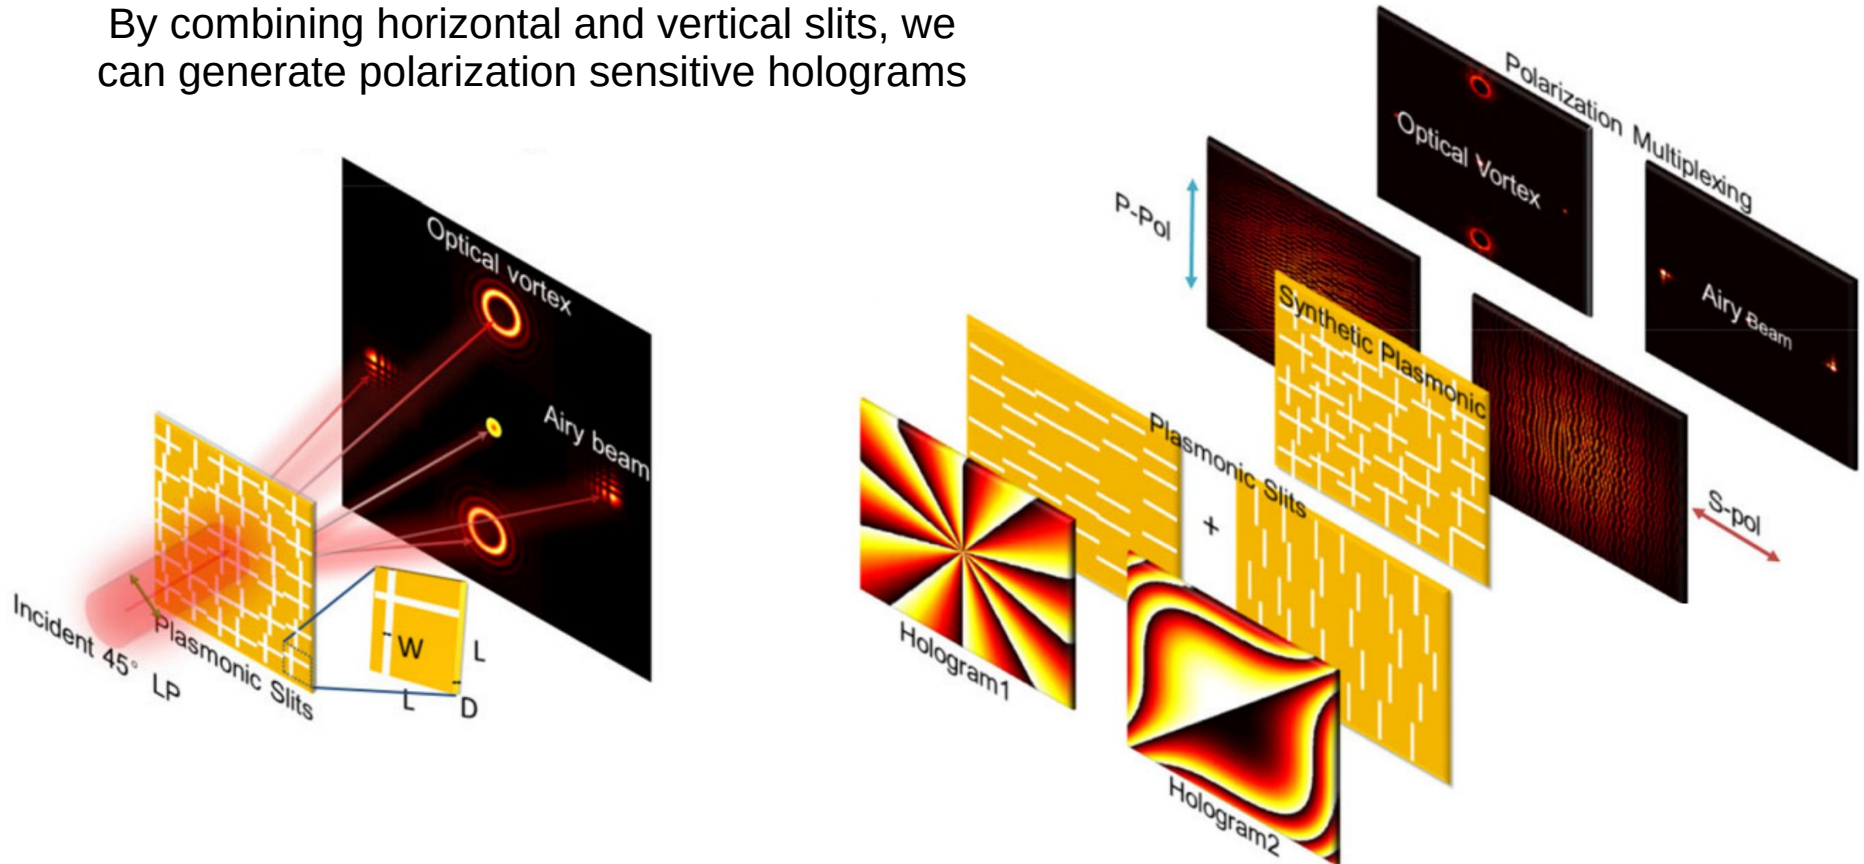 By combining horizontal and vertical slits, we
can generate polarization sensitive holograms
Optical vortex
Airy beam
Incident 45° LP
Plasmonic Slits
W
L
L
D
Polarization Multiplexing
Optical Vortex
Airy Beam
P-Pol
Synthetic Plasmonic
Plasmonic Slits
+
S-pol
Hologram1
Hologram2